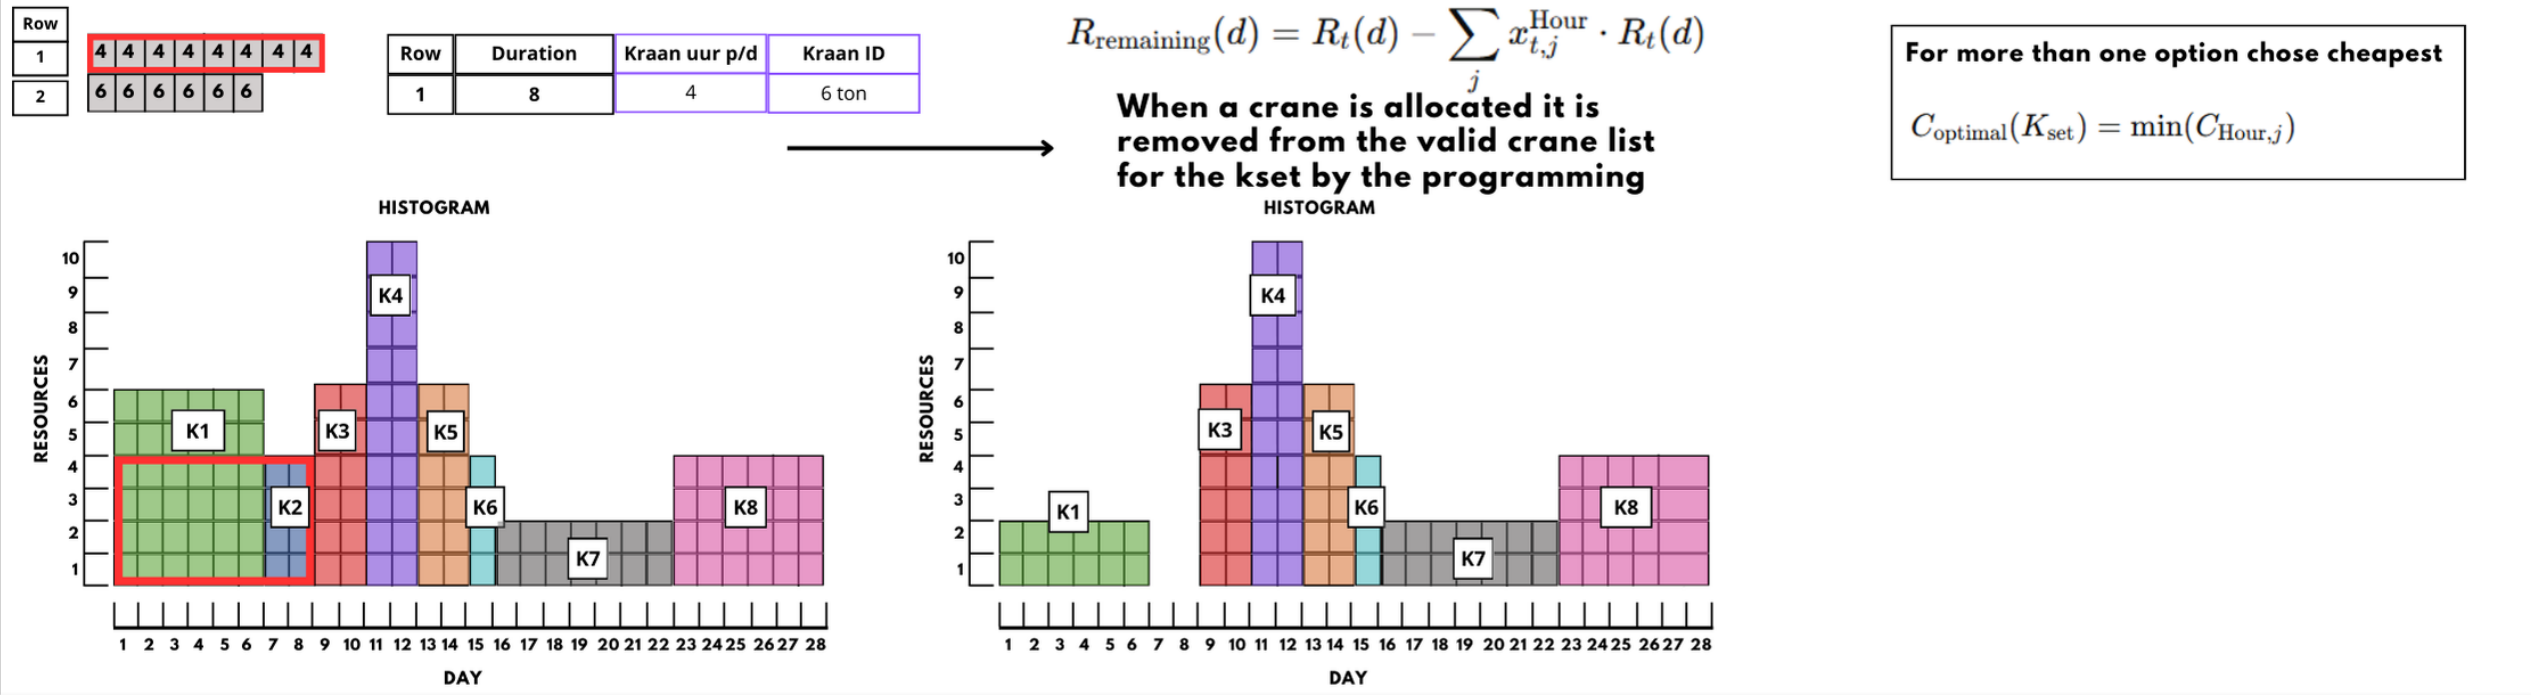 Row
1
4 4 4 4 4 4 4 4
2
6 6 6 6 6 6
Row Duration Kraan uur p/d Kraan ID
1 8 4 6 ton
R_remaining(d) = R_t(d) − ∑_j x_{t,j}^{Hour} · R_t(d)
When a crane is allocated it is
removed from the valid crane list
for the kset by the programming
For more than one option chose cheapest
C_optimal(K_set) = min(C_{Hour,j})
HISTOGRAM
RESOURCES
10
9
8
7
6
5
4
3
2
1
K1
K2
K3
K4
K5
K6
K7
K8
1 2 3 4 5 6 7 8 9 10 11 12 13 14 15 16 17 18 19 20 21 22 23 24 25 26 27 28
DAY
HISTOGRAM
RESOURCES
10
9
8
7
6
5
4
3
2
1
K1
K3
K4
K5
K6
K7
K8
1 2 3 4 5 6 7 8 9 10 11 12 13 14 15 16 17 18 19 20 21 22 23 24 25 26 27 28
DAY